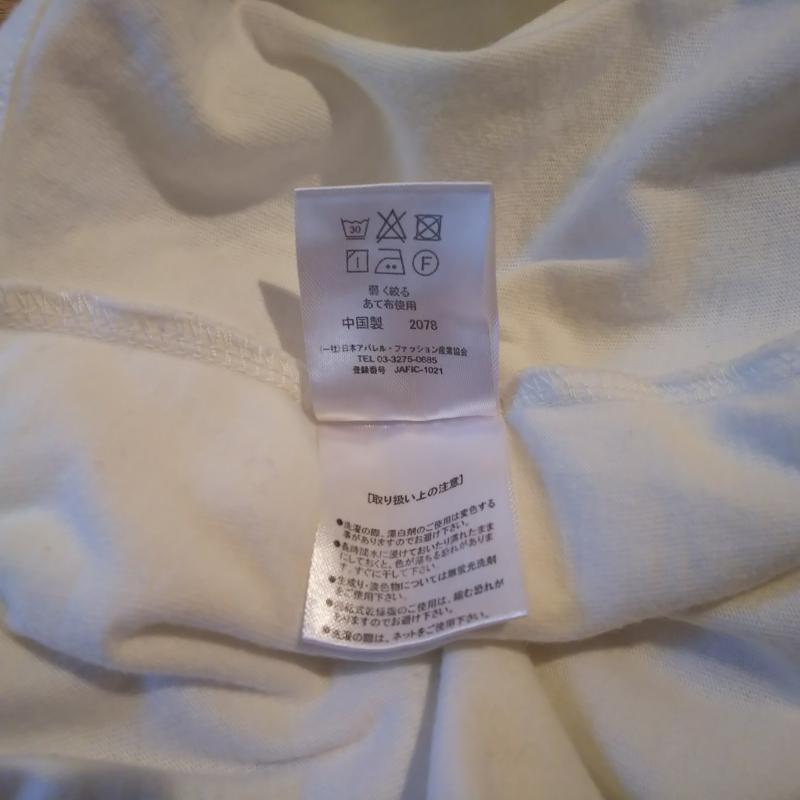 30
F
弱く絞る
あて布使用
中国製 2078
(一社)日本アパレル・ファッション産業協会
TEL 03-3275-0685
登録番号 JAFIC-1021
[取り扱い上の注意]
●洗濯の際、漂白剤のご使用は変色する
事がありますのでお避け下さい。
●長時間水に浸けておいたり濡れたまま
にしておくと、色が落ちる恐れがありま
す。すぐに干して下さい。
●生成り・淡色物については無蛍光洗剤
をご使用下さい。
●回転式乾燥機のご使用は、縮む恐れが
ありますのでお避け下さい。
●洗濯の際は、ネットをご使用下さい。